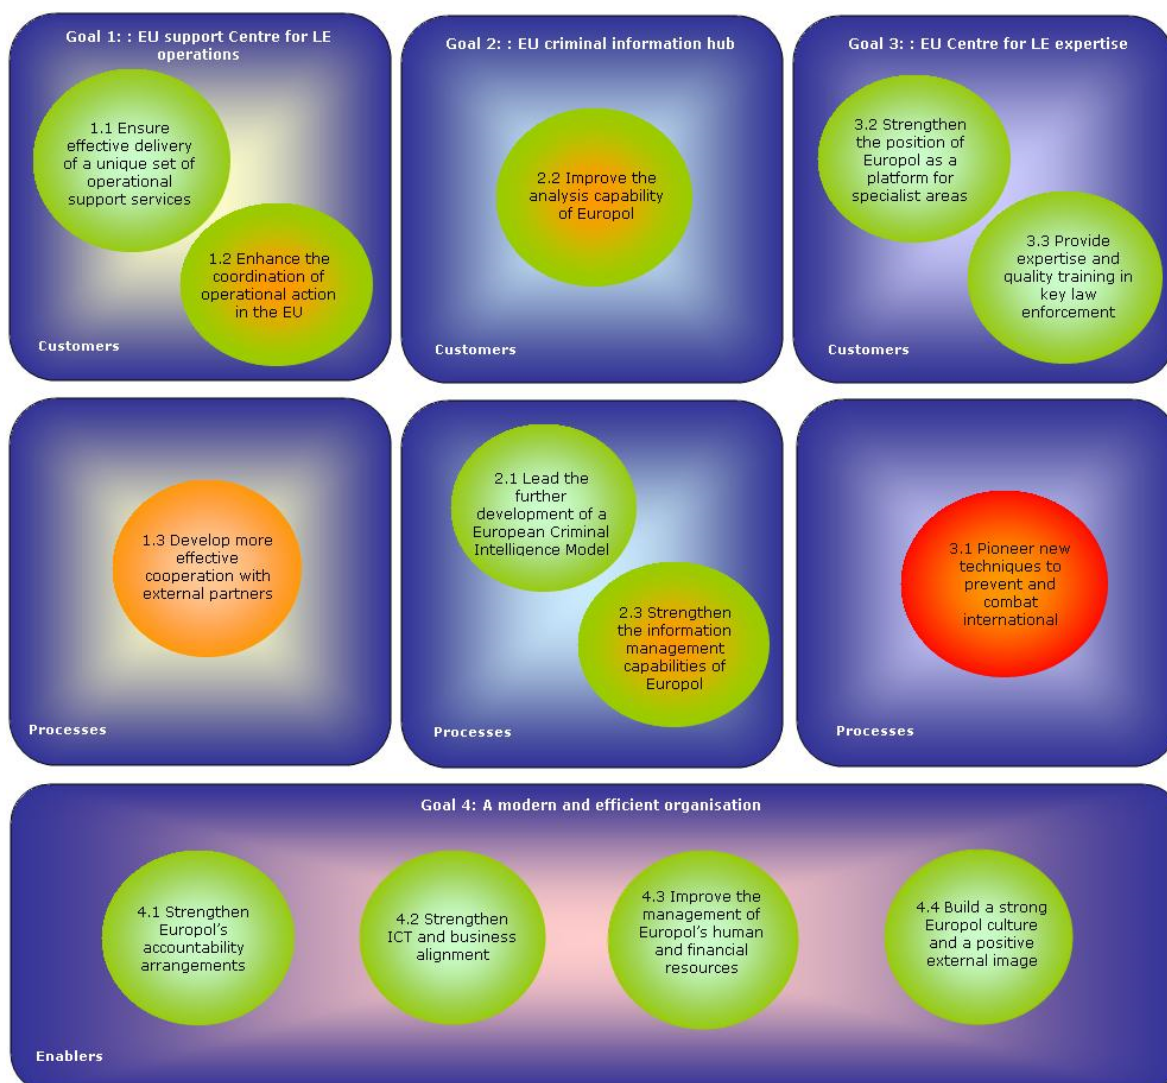 Goal 1: : EU support Centre for LE
operations
1.1 Ensure
effective delivery
of a unique set of
operational
support services
1.2 Enhance the
coordination of
operational action
in the EU
Customers
Goal 2: : EU criminal information hub
2.2 Improve the
analysis capability
of Europol
Customers
Goal 3: : EU Centre for LE expertise
3.2 Strengthen
the position of
Europol as a
platform for
specialist areas
3.3 Provide
expertise and
quality training in
key law
enforcement
Customers
1.3 Develop more
effective
cooperation with
external partners
Processes
2.1 Lead the
further
development of a
European Criminal
Intelligence Model
2.3 Strengthen
the information
management
capabilities of
Europol
Processes
3.1 Pioneer new
techniques to
prevent and
combat
international
Processes
Goal 4: A modern and efficient organisation
4.1 Strengthen
Europol's
accountability
arrangements
4.2 Strengthen
ICT and business
alignment
4.3 Improve the
management of
Europol's human
and financial
resources
4.4 Build a strong
Europol culture
and a positive
external image
Enablers